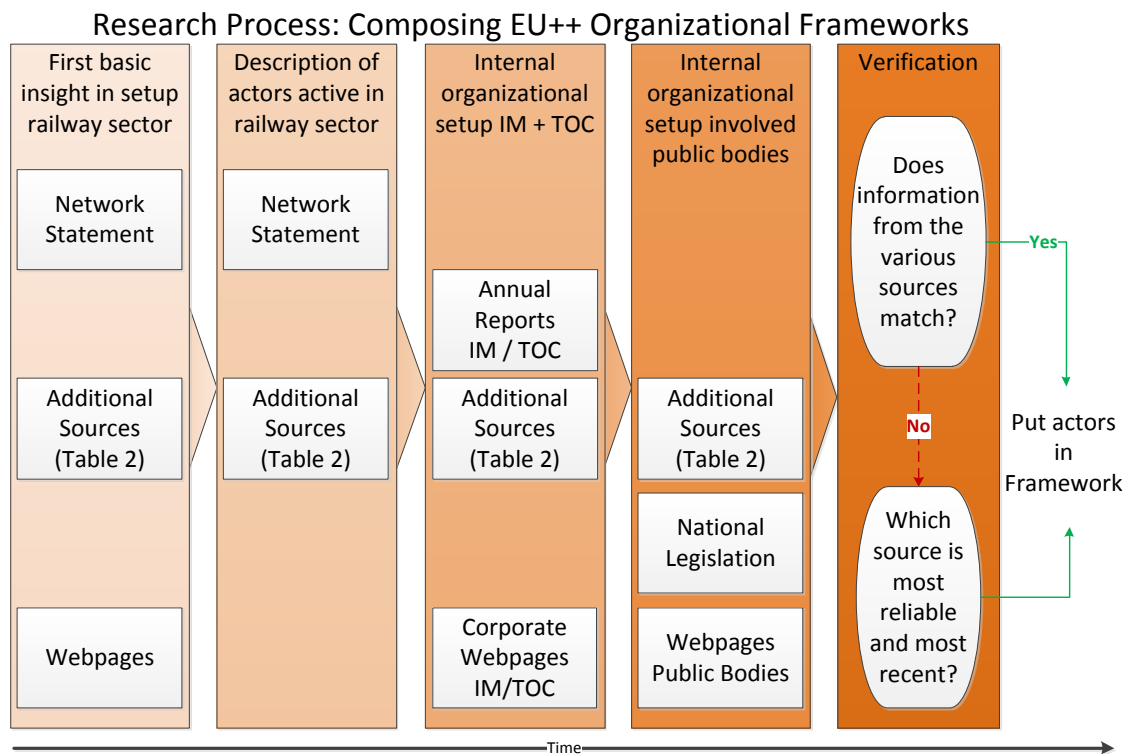 Research Process: Composing EU++ Organizational Frameworks
First basic
insight in setup
railway sector
Network
Statement
Additional
Sources
(Table 2)
Webpages
Description of
actors active in
railway sector
Network
Statement
Additional
Sources
(Table 2)
Internal
organizational
setup IM + TOC
Annual
Reports
IM / TOC
Additional
Sources
(Table 2)
Corporate
Webpages
IM/TOC
Internal
organizational
setup involved
public bodies
Additional
Sources
(Table 2)
National
Legislation
Webpages
Public Bodies
Verification
Does
information
from the
various
sources
match?
Yes
No
Which
source is
most
reliable
and most
recent?
Put actors
in
Framework
Time